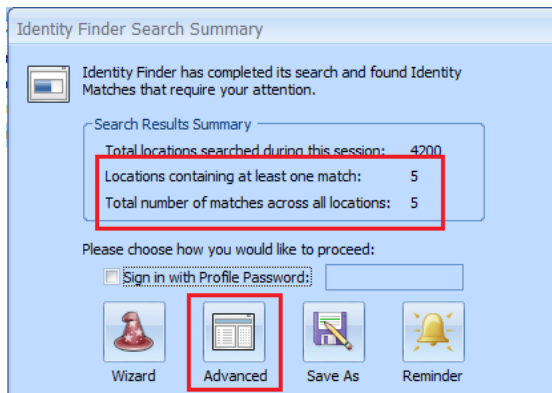 Identity Finder Search Summary
Identity Finder has completed its search and found Identity
Matches that require your attention.
Search Results Summary
Total locations searched during this session: 4200
Locations containing at least one match: 5
Total number of matches across all locations: 5
Please choose how you would like to proceed:
Sign in with Profile Password:
Wizard Advanced Save As Reminder